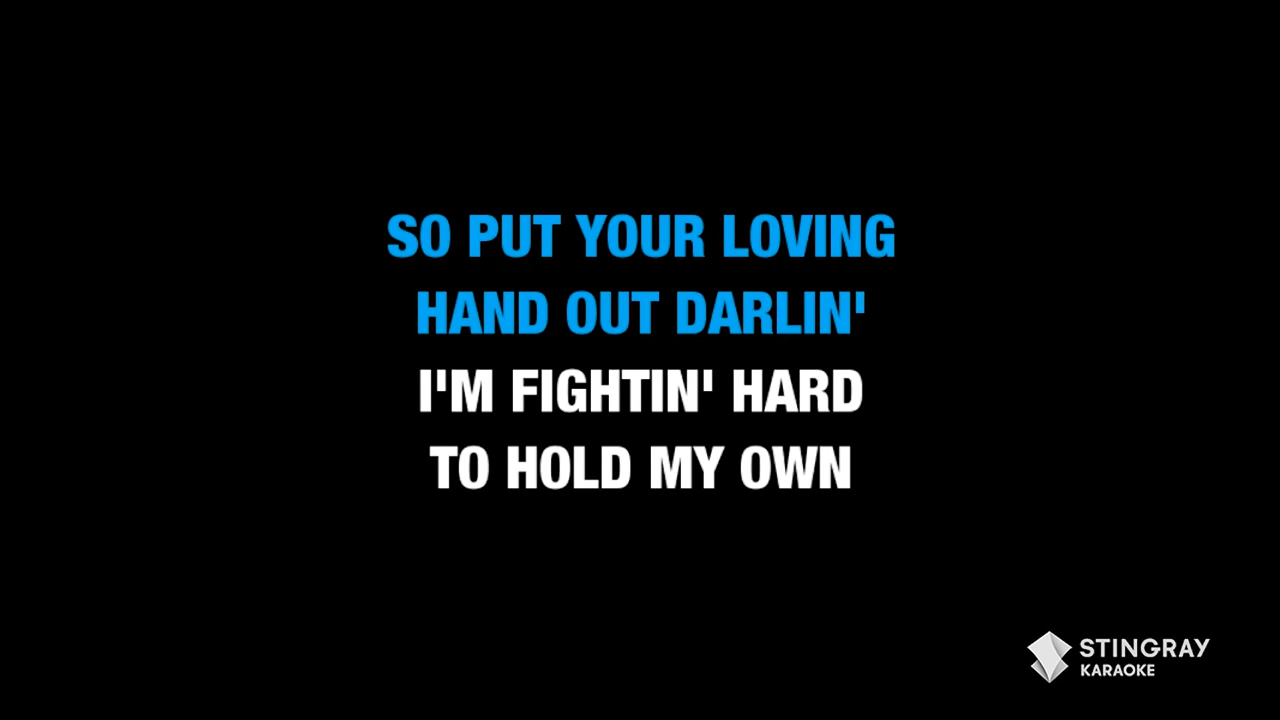 SO PUT YOUR LOVING
HAND OUT DARLIN'
I'M FIGHTIN' HARD
TO HOLD MY OWN
STINGRAY
KARAOKE